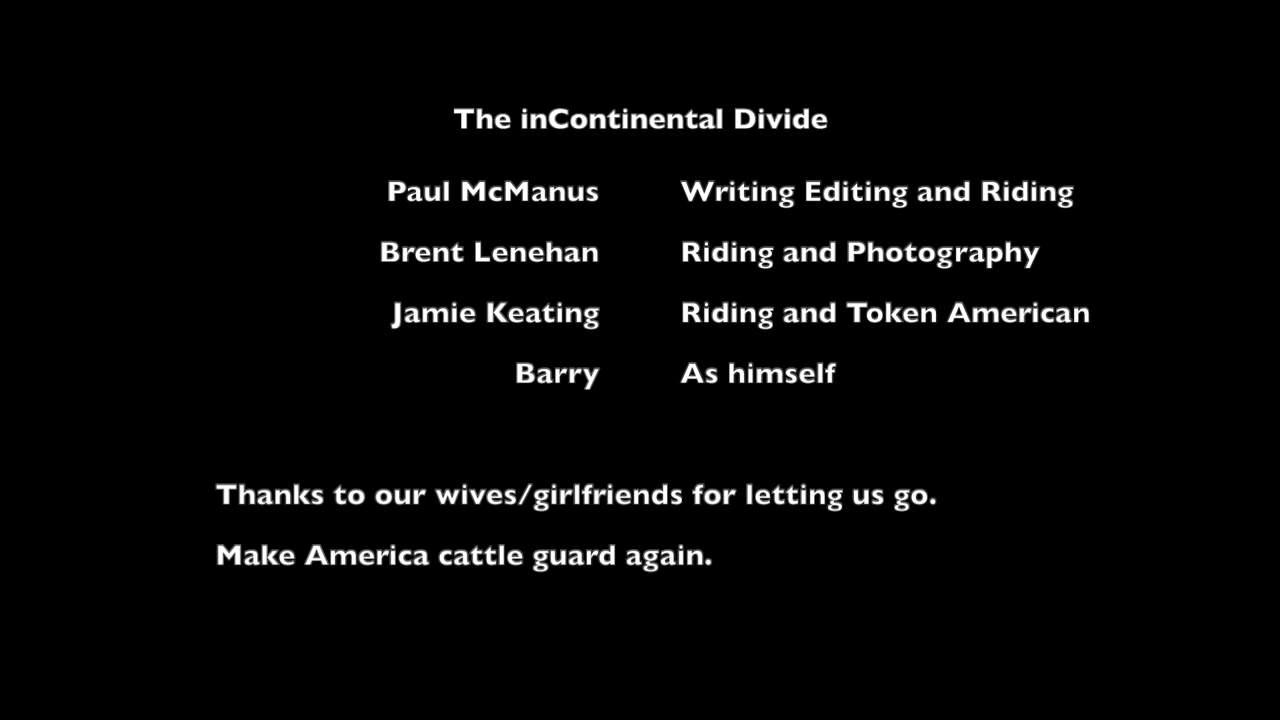 The inContinental Divide
Paul McManus Writing Editing and Riding
Brent Lenehan Riding and Photography
Jamie Keating Riding and Token American
Barry As himself
Thanks to our wives/girlfriends for letting us go.
Make America cattle guard again.